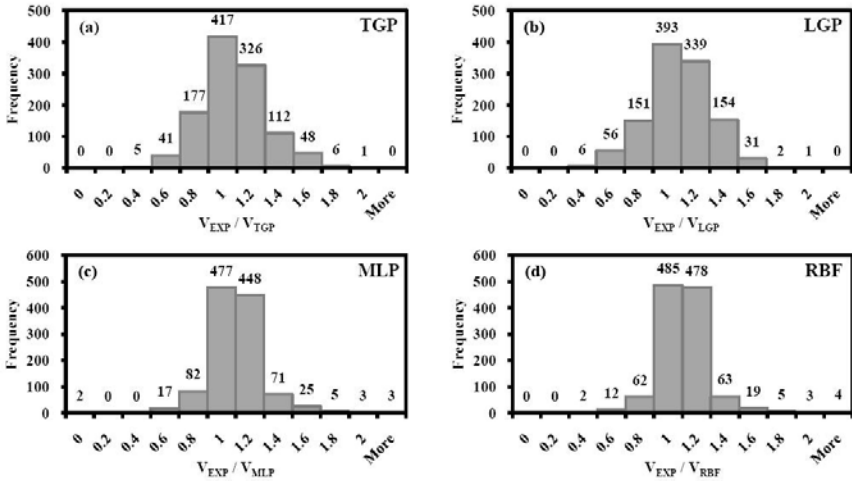 (a) TGP
Frequency
500
400
300
200
100
0
0 0 5 41 177 417 326 112 48 6 1 0
0 0.2 0.4 0.6 0.8 1 1.2 1.4 1.6 1.8 2 More
V_EXP / V_TGP
(b) LGP
Frequency
500
400
300
200
100
0
0 0 6 56 151 393 339 154 31 2 1 0
0 0.2 0.4 0.6 0.8 1 1.2 1.4 1.6 1.8 2 More
V_EXP / V_LGP
(c) MLP
Frequency
600
500
400
300
200
100
0
2 0 0 17 82 477 448 71 25 5 3 3
0 0.2 0.4 0.6 0.8 1 1.2 1.4 1.6 1.8 2 More
V_EXP / V_MLP
(d) RBF
Frequency
600
500
400
300
200
100
0
0 0 2 12 62 485 478 63 19 5 3 4
0 0.2 0.4 0.6 0.8 1 1.2 1.4 1.6 1.8 2 More
V_EXP / V_RBF